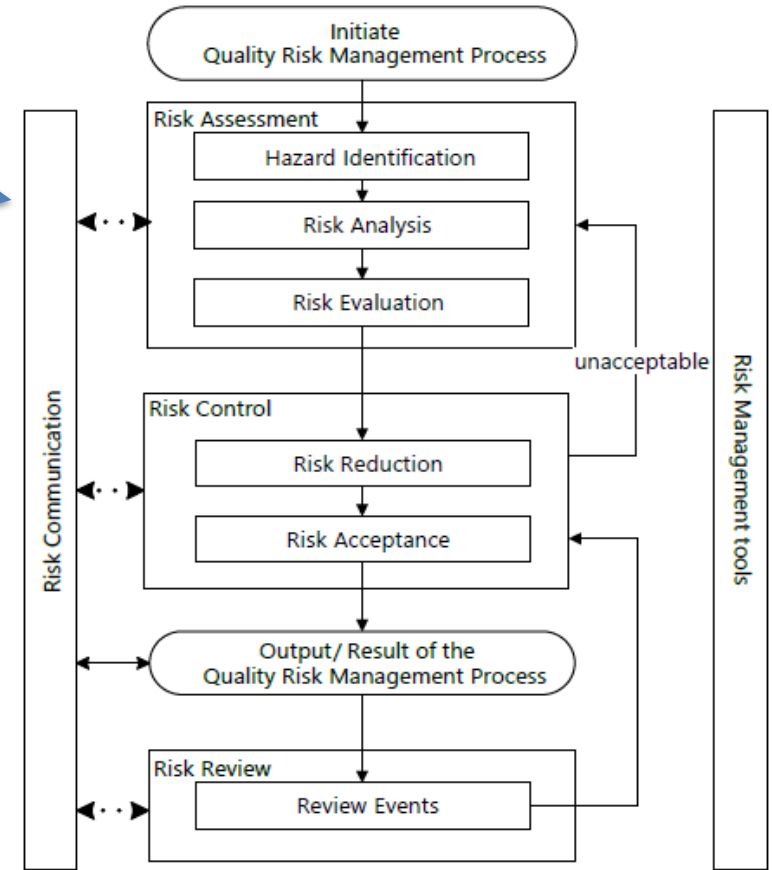 Initiate
Quality Risk Management Process
Risk Assessment
Hazard Identification
Risk Analysis
Risk Evaluation
unacceptable
Risk Control
Risk Reduction
Risk Acceptance
Output/ Result of the
Quality Risk Management Process
Risk Review
Review Events
Risk Communication
Risk Management tools